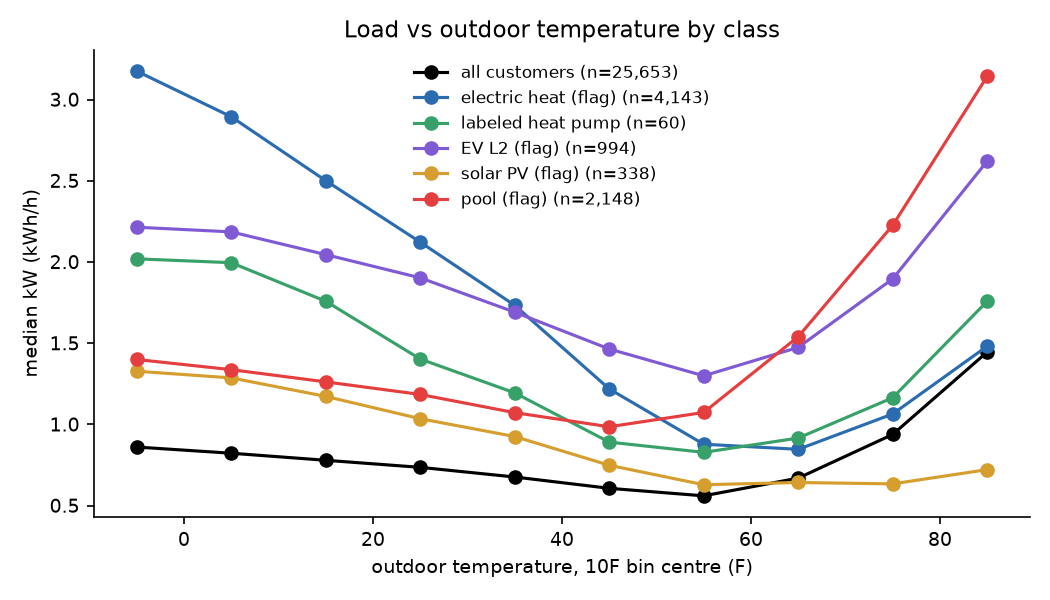 Load vs outdoor temperature by class
all customers (n=25,653)
electric heat (flag) (n=4,143)
labeled heat pump (n=60)
EV L2 (flag) (n=994)
solar PV (flag) (n=338)
pool (flag) (n=2,148)
median kW (kWh/h)
3.0
2.5
2.0
1.5
1.0
0.5
0
20
40
60
80
outdoor temperature, 10F bin centre (F)